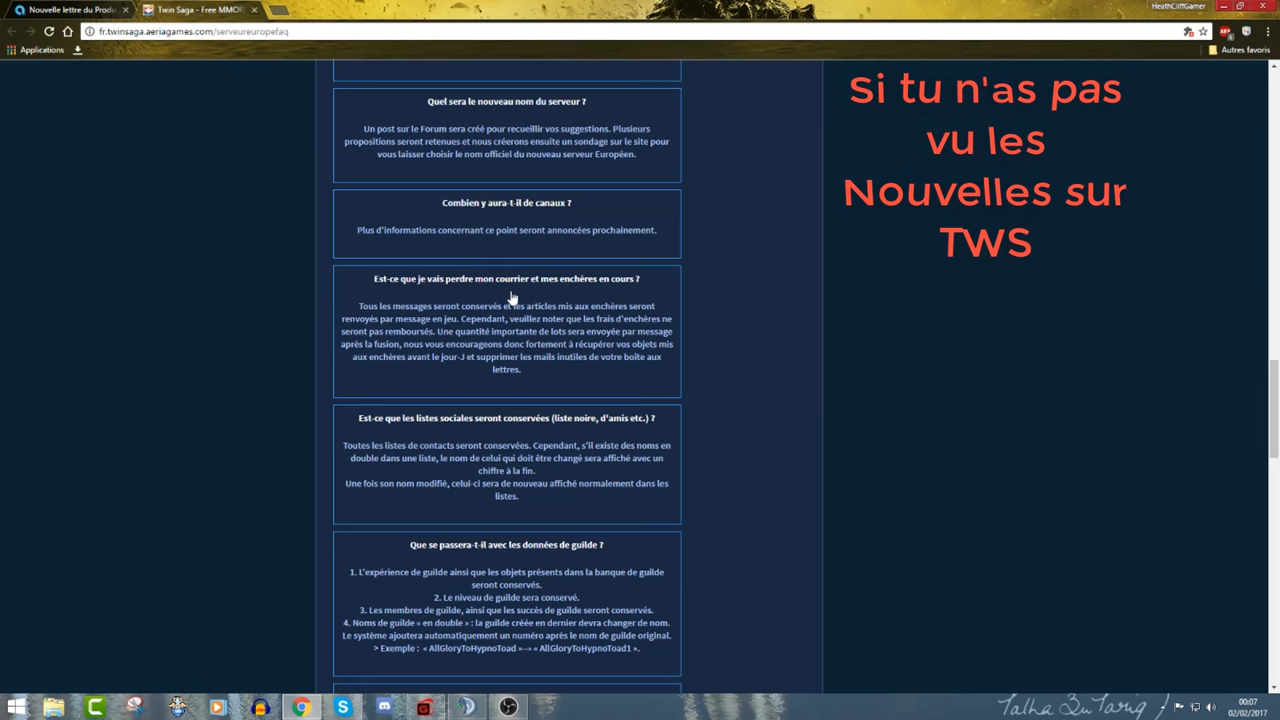 Nouvelle lettre du Produ
Twin Saga - Free MMOR
HeathCliffGamer
fr.twinsaga.aeriagames.com/serveureuropefaq
Applications
Autres favoris
Quel sera le nouveau nom du serveur ?
Un post sur le Forum sera créé pour recueillir vos suggestions. Plusieurs
propositions seront retenues et nous créerons ensuite un sondage sur le site pour
vous laisser choisir le nom officiel du nouveau serveur Européen.
Combien y aura-t-il de canaux ?
Plus d'informations concernant ce point seront annoncées prochainement.
Est-ce que je vais perdre mon courrier et mes enchères en cours ?
Tous les messages seront conservés et les articles mis aux enchères seront
renvoyés par message en jeu. Cependant, veuillez noter que les frais d'enchères ne
seront pas remboursés. Une quantité importante de lots sera envoyée par message
après la fusion, nous vous encourageons donc fortement à récupérer vos objets mis
aux enchères avant le jour-J et supprimer les mails inutiles de votre boîte aux
lettres.
Est-ce que les listes sociales seront conservées (liste noire, d'amis etc.) ?
Toutes les listes de contacts seront conservées. Cependant, s'il existe des noms en
double dans une liste, le nom de celui qui doit être changé sera affiché avec un
chiffre à la fin.
Une fois son nom modifié, celui-ci sera de nouveau affiché normalement dans les
listes.
Que se passera-t-il avec les données de guilde ?
1. L'expérience de guilde ainsi que les objets présents dans la banque de guilde
seront conservés.
2. Le niveau de guilde sera conservé.
3. Les membres de guilde, ainsi que les succès de guilde seront conservés.
4. Noms de guilde « en double » : la guilde créée en dernier devra changer de nom.
Le système ajoutera automatiquement un numéro après le nom de guilde original.
> Exemple : « AllGloryToHypnoToad »→ « AllGloryToHypnoToad1 ».
Si tu n'as pas
vu les
Nouvelles sur
TWS
Talha Bin Tariq
00:07
02/02/2017